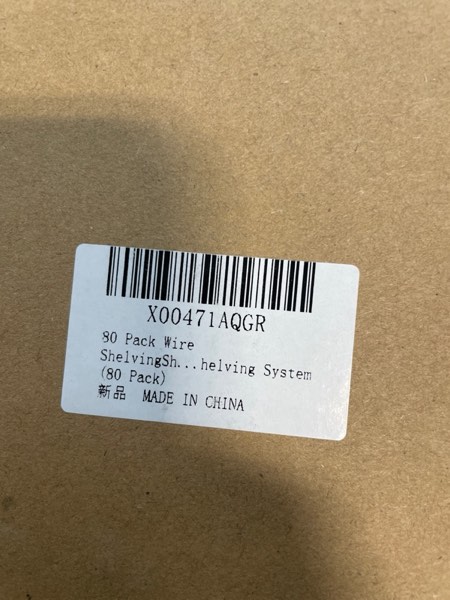 X00471AQGR
80 Pack Wire
ShelvingSh...helving System
(80 Pack)
新品 MADE IN CHINA